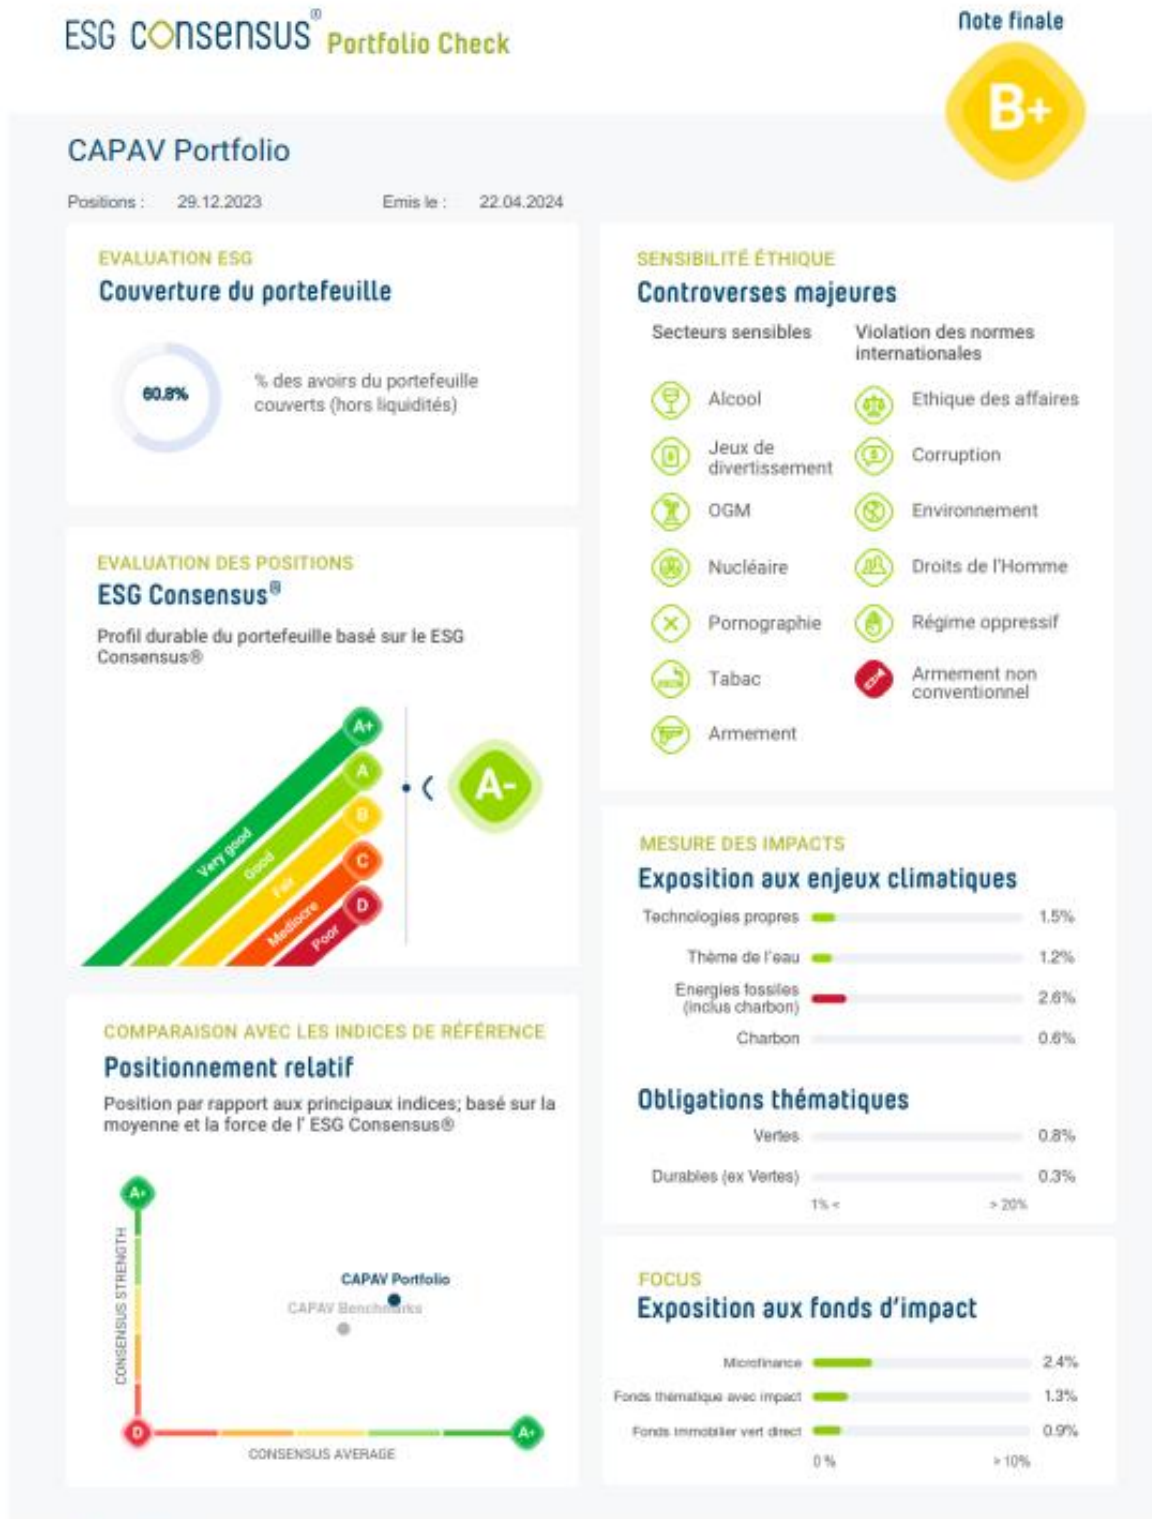 ESG consensus® Portfolio Check
Note finale
B+
CAPAV Portfolio
Positions : 29.12.2023 Emis le : 22.04.2024
EVALUATION ESG
Couverture du portefeuille
60.8%
% des avoirs du portefeuille
couverts (hors liquidités)
EVALUATION DES POSITIONS
ESG Consensus®
Profil durable du portefeuille basé sur le ESG
Consensus®
A+
A
B
C
D
Very good
Good
Fair
Mediocre
Poor
A-
COMPARAISON AVEC LES INDICES DE RÉFÉRENCE
Positionnement relatif
Position par rapport aux principaux indices; basé sur la
moyenne et la force de l' ESG Consensus®
A+
CONSENSUS STRENGTH
CAPAV Portfolio
CAPAV Benchmarks
D
A+
CONSENSUS AVERAGE
SENSIBILITÉ ÉTHIQUE
Controverses majeures
Secteurs sensibles
Violation des normes
internationales
Alcool
Ethique des affaires
Jeux de
divertissement
Corruption
OGM
Environnement
Nucléaire
Droits de l'Homme
Pornographie
Régime oppressif
Tabac
Armement non
conventionnel
Armement
MESURE DES IMPACTS
Exposition aux enjeux climatiques
Technologies propres 1.5%
Thème de l'eau 1.2%
Energies fossiles
(inclus charbon) 2.6%
Charbon 0.6%
Obligations thématiques
Vertes 0.8%
Durables (ex Vertes) 0.3%
1% < > 20%
FOCUS
Exposition aux fonds d'impact
Microfinance 2.4%
Fonds thématique avec impact 1.3%
Fonds immobilier vert direct 0.9%
0 % > 10%